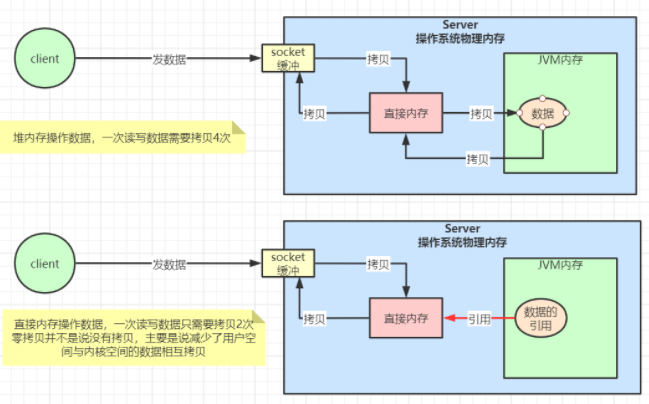 Server
操作系统物理内存
client
发数据
socket
缓冲
拷贝
JVM内存
拷贝
直接内存
拷贝
数据
拷贝
堆内存操作数据，一次读写数据需要拷贝4次
Server
操作系统物理内存
client
发数据
socket
缓冲
拷贝
JVM内存
拷贝
直接内存
引用
数据的
引用
直接内存操作数据，一次读写数据只需要拷贝2次
零拷贝并不是说没有拷贝，主要是说减少了用户空
间与内核空间的数据相互拷贝